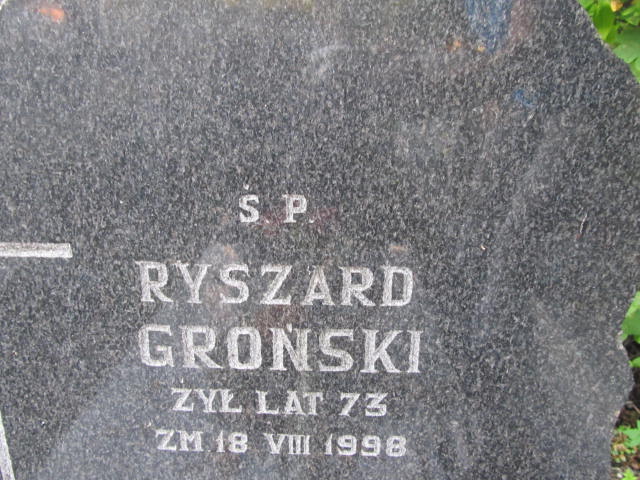 Ś. P.
RYSZARD
GROŃSKI
ŻYŁ LAT 73
ZM. 18 VIII 1998